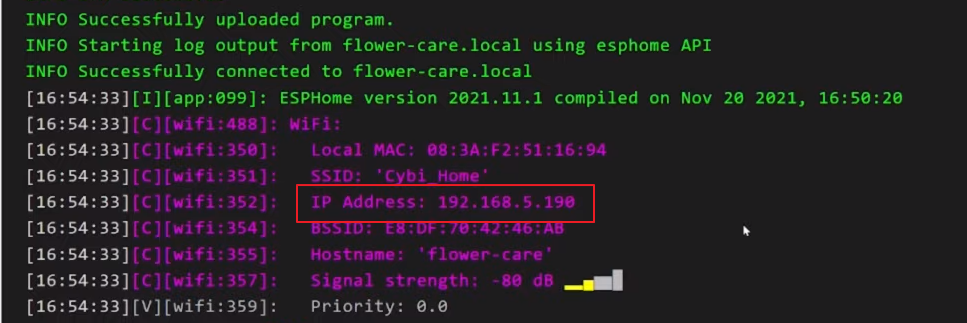 INFO Successfully uploaded program.
INFO Starting log output from flower-care.local using esphome API
INFO Successfully connected to flower-care.local
[16:54:33][I][app:099]: ESPHome version 2021.11.1 compiled on Nov 20 2021, 16:50:20
[16:54:33][C][wifi:488]: WiFi:
[16:54:33][C][wifi:350]:   Local MAC: 08:3A:F2:51:16:94
[16:54:33][C][wifi:351]:   SSID: 'Cybi_Home'
[16:54:33][C][wifi:352]:   IP Address: 192.168.5.190
[16:54:33][C][wifi:354]:   BSSID: E8:DF:70:42:46:AB
[16:54:33][C][wifi:355]:   Hostname: 'flower-care'
[16:54:33][C][wifi:357]:   Signal strength: -80 dB
[16:54:33][V][wifi:359]:   Priority: 0.0